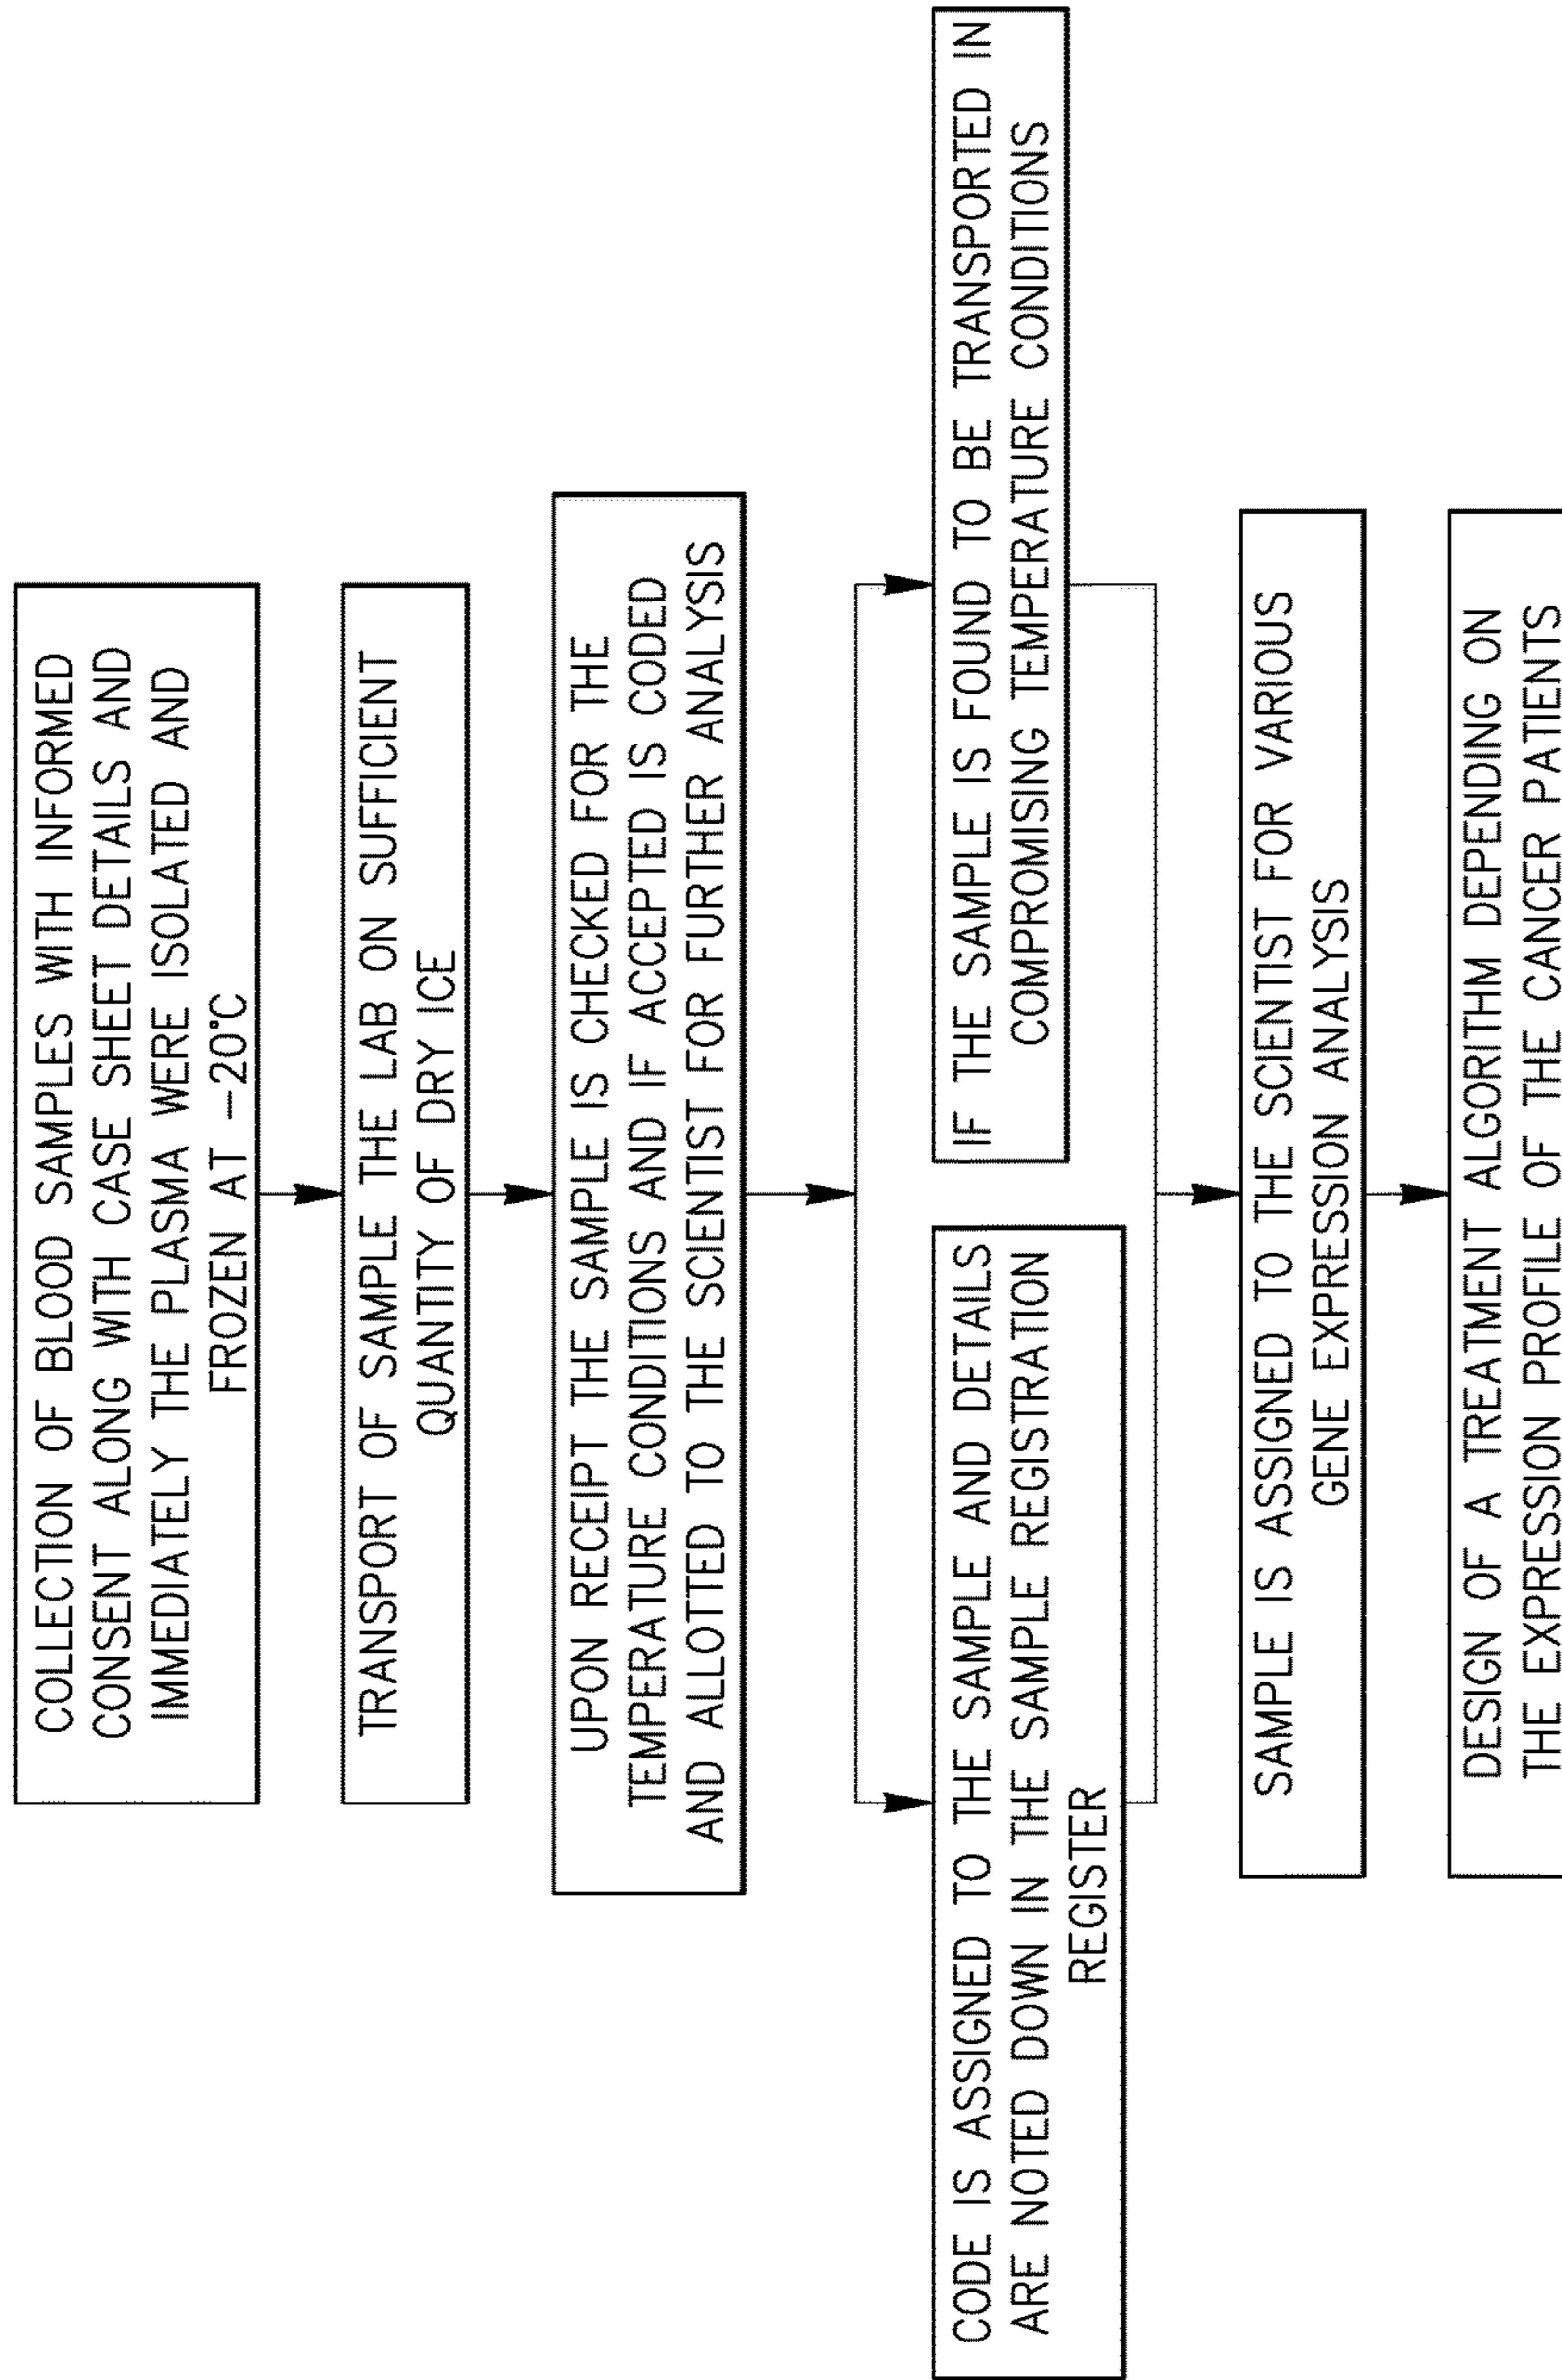 COLLECTION OF BLOOD SAMPLES WITH INFORMED
CONSENT ALONG WITH CASE SHEET DETAILS AND
IMMEDIATELY THE PLASMA WERE ISOLATED AND
FROZEN AT −20°C
TRANSPORT OF SAMPLE THE LAB ON SUFFICIENT
QUANTITY OF DRY ICE
UPON RECEIPT THE SAMPLE IS CHECKED FOR THE
TEMPERATURE CONDITIONS AND IF ACCEPTED IS CODED
AND ALLOTTED TO THE SCIENTIST FOR FURTHER ANALYSIS
CODE IS ASSIGNED TO THE SAMPLE AND DETAILS
ARE NOTED DOWN IN THE SAMPLE REGISTRATION
REGISTER
IF THE SAMPLE IS FOUND TO BE TRANSPORTED IN
COMPROMISING TEMPERATURE CONDITIONS
SAMPLE IS ASSIGNED TO THE SCIENTIST FOR VARIOUS
GENE EXPRESSION ANALYSIS
DESIGN OF A TREATMENT ALGORITHM DEPENDING ON
THE EXPRESSION PROFILE OF THE CANCER PATIENTS